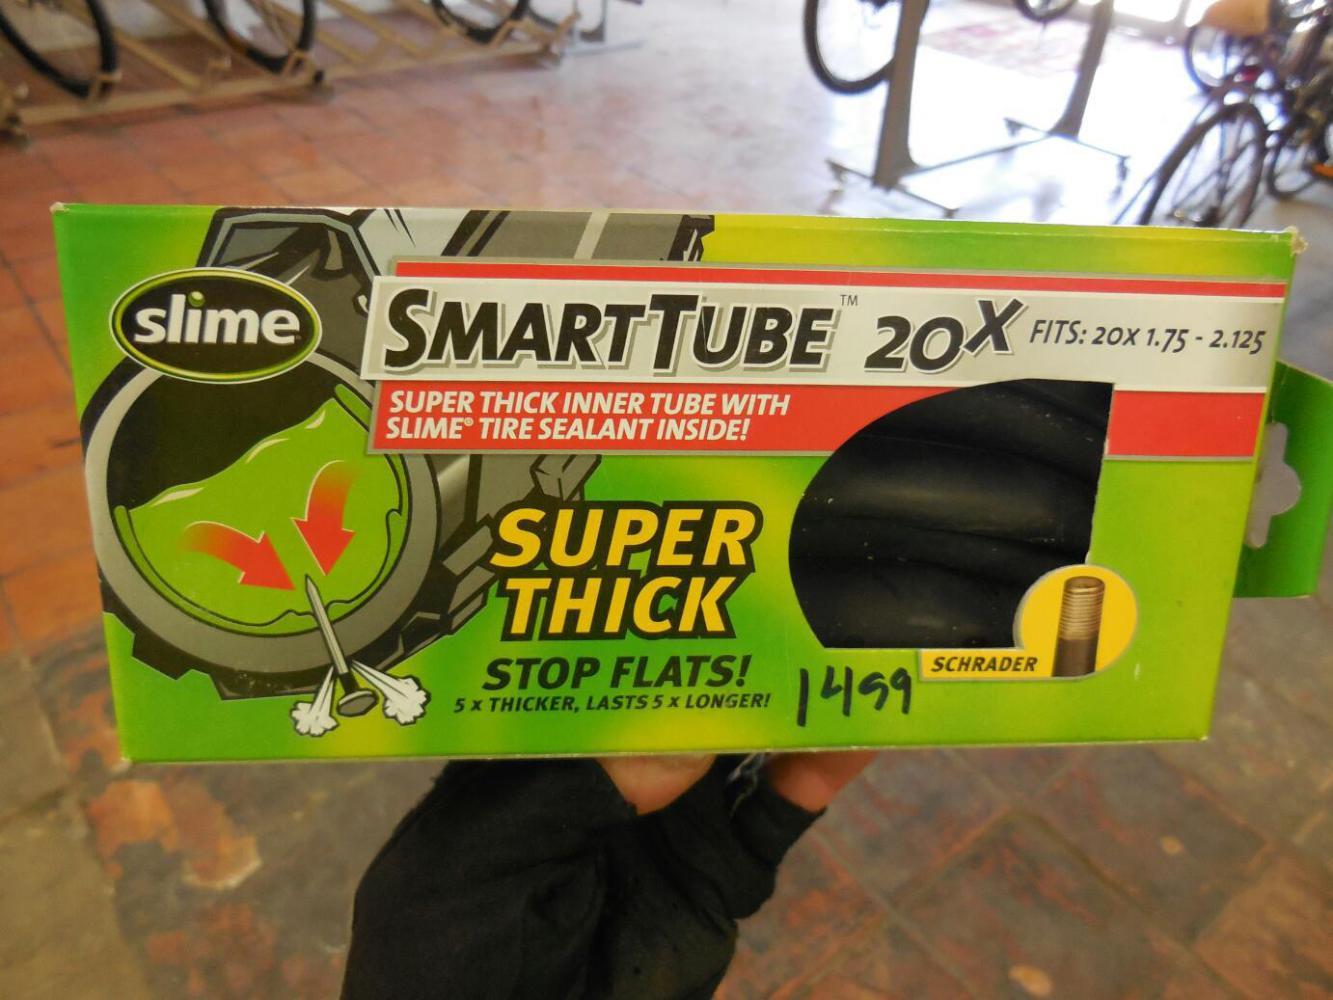 slime
SMARTTUBE™ 20X FITS: 20X 1.75 - 2.125
SUPER THICK INNER TUBE WITH
SLIME® TIRE SEALANT INSIDE!
SUPER
THICK
STOP FLATS!
5 X THICKER, LASTS 5 X LONGER!
1499
SCHRADER